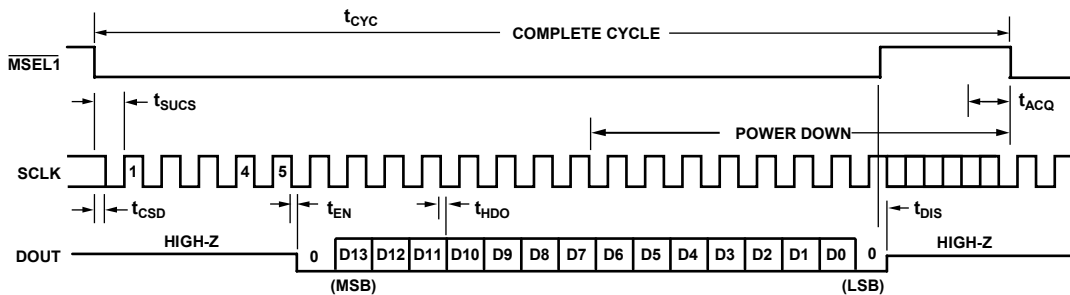 tCYC
COMPLETE CYCLE
MSEL1
tSUCS
tACQ
POWER DOWN
SCLK
1 4 5
tCSD
tEN
tHDO
tDIS
HIGH-Z
HIGH-Z
DOUT
0 D13 D12 D11 D10 D9 D8 D7 D6 D5 D4 D3 D2 D1 D0 0
(MSB) (LSB)